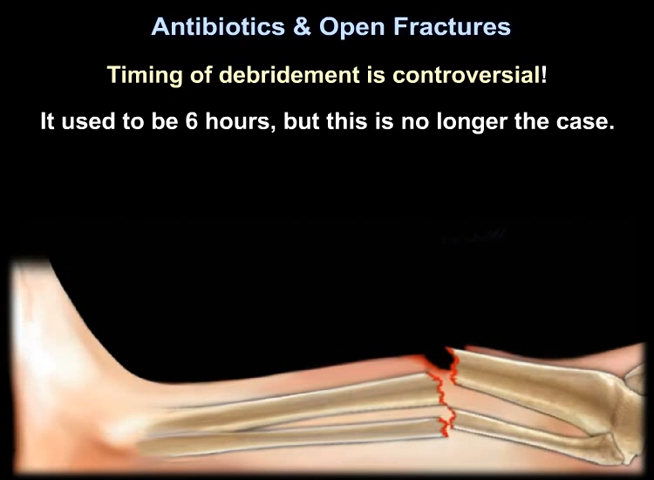 Antibiotics & Open Fractures
Timing of debridement is controversial!
It used to be 6 hours, but this is no longer the case.